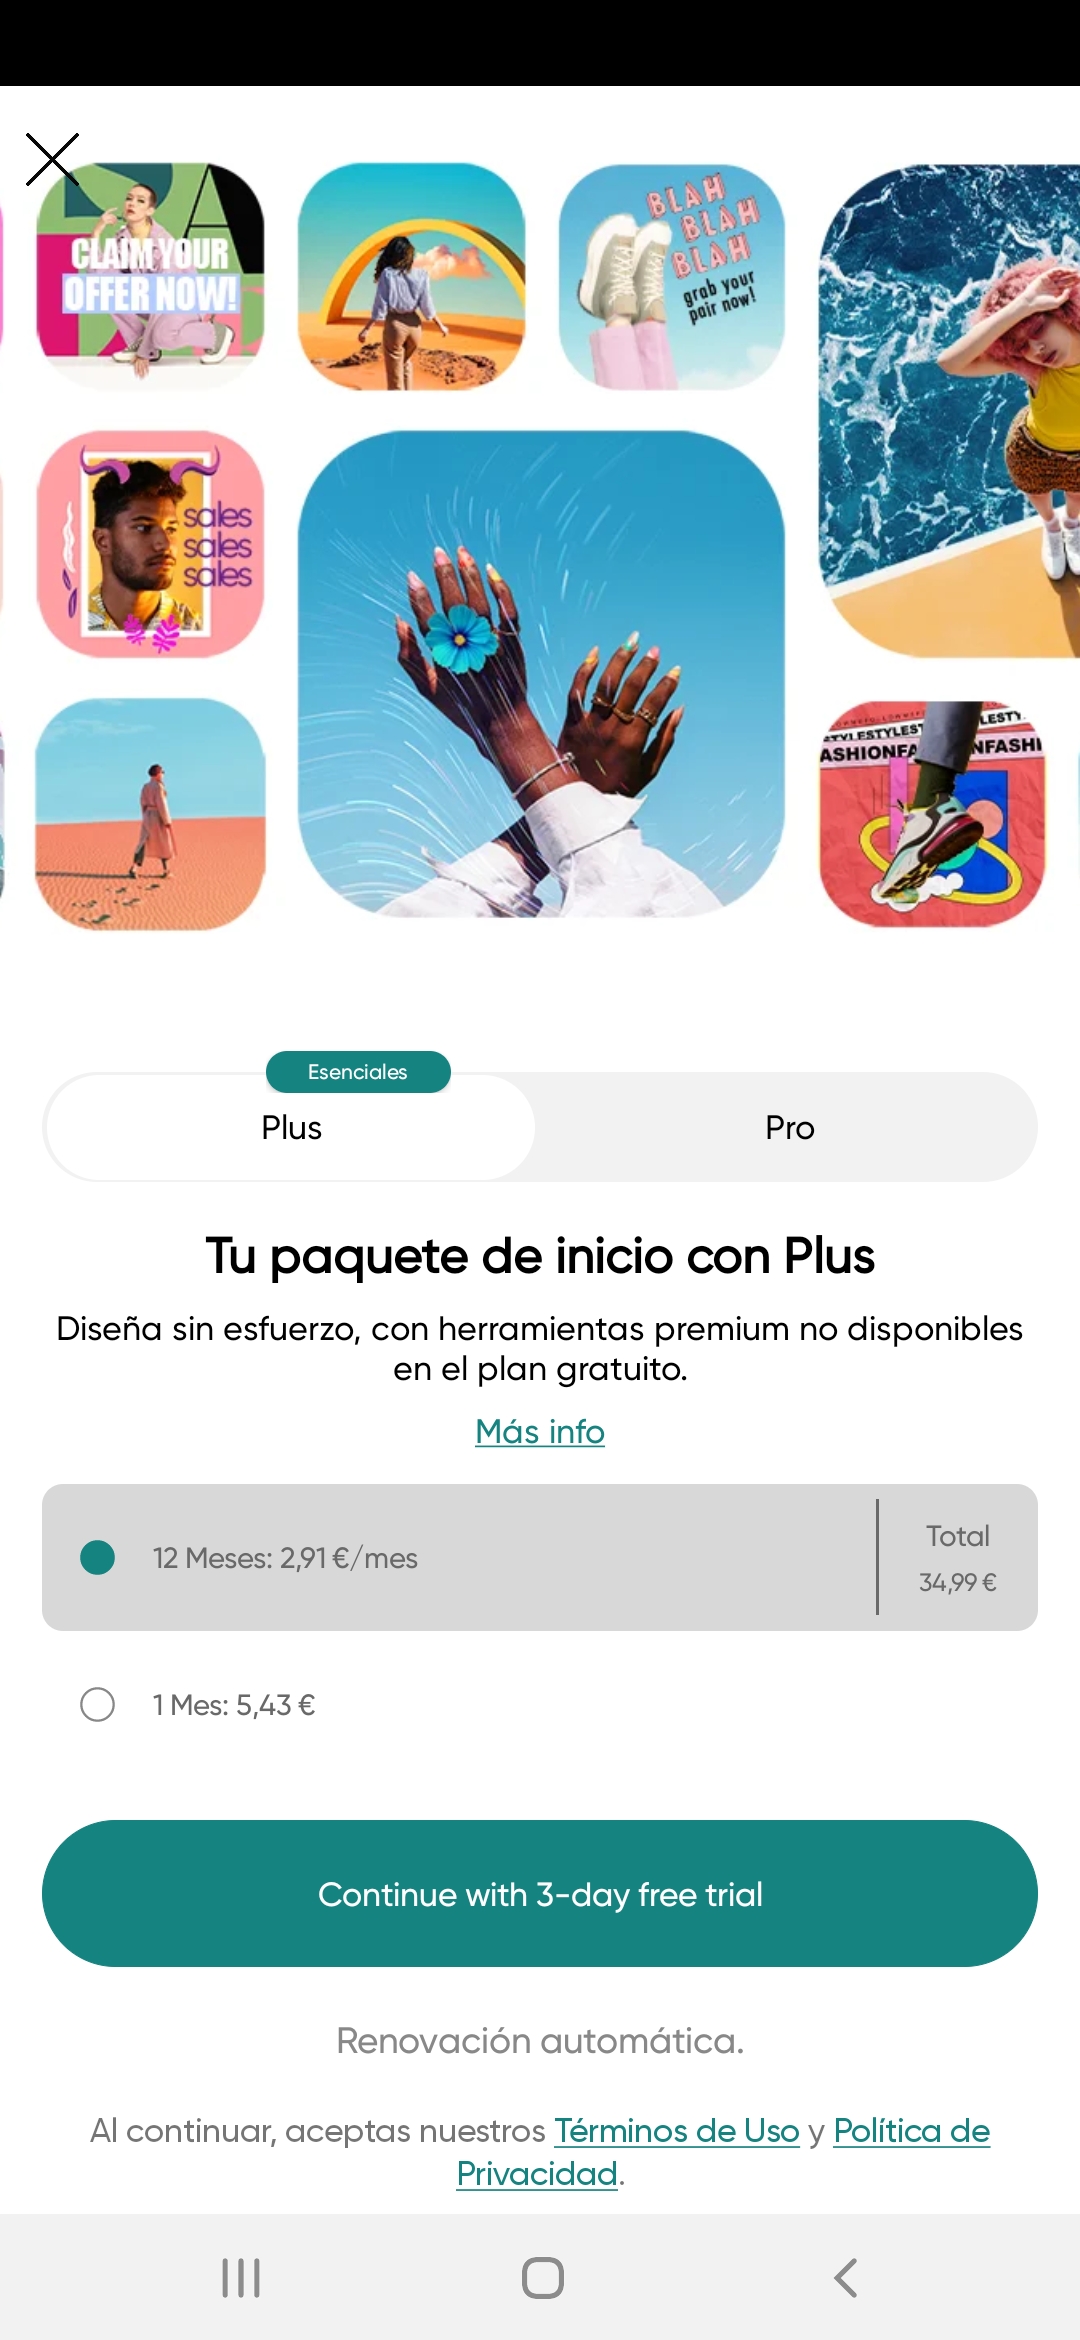 CLAIM YOUR
OFFER NOW!
BLAH
BLAH
BLAH
grab your
pair now!
sales
sales
sales
Esenciales
Plus
Pro
Tu paquete de inicio con Plus
Diseña sin esfuerzo, con herramientas premium no disponibles
en el plan gratuito.
Más info
12 Meses: 2,91 €/mes
Total
34,99 €
1 Mes: 5,43 €
Continue with 3-day free trial
Renovación automática.
Al continuar, aceptas nuestros Términos de Uso y Política de
Privacidad.